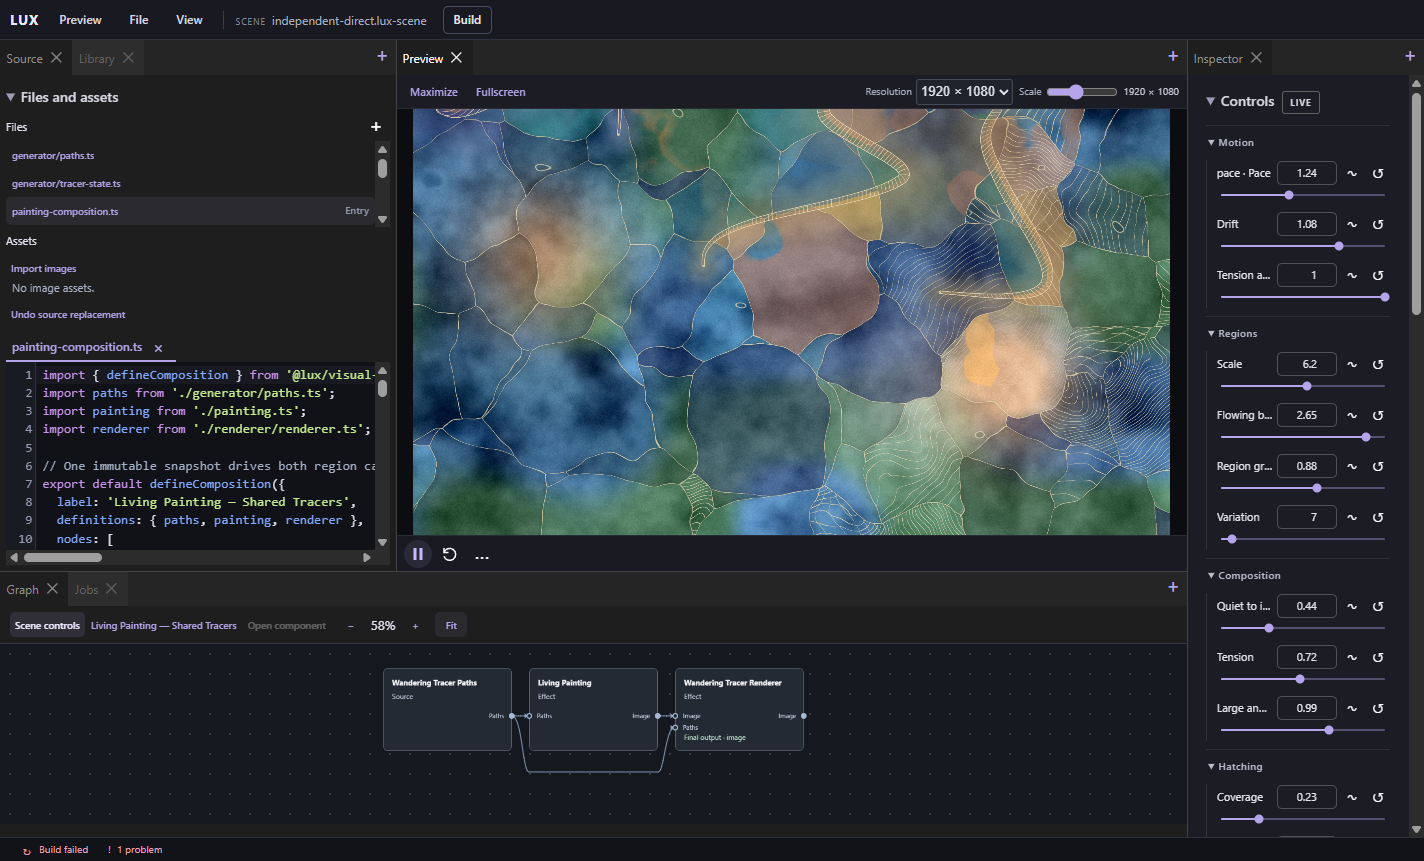 LUX Preview File View SCENE independent-direct.lux-scene Build
Source Library
Files and assets
Files
generator/paths.ts
generator/tracer-state.ts
painting-composition.ts Entry
Assets
Import images
No image assets.
Undo source replacement
painting-composition.ts
1 import { defineComposition } from '@lux/visual-
2 import paths from './generator/paths.ts';
3 import painting from './painting.ts';
4 import renderer from './renderer/renderer.ts';
5
6 // One immutable snapshot drives both region ca
7 export default defineComposition({
8 label: 'Living Painting — Shared Tracers',
9 definitions: { paths, painting, renderer },
10 nodes: [
Preview
Maximize Fullscreen Resolution 1920 × 1080 Scale 1920 × 1080
...
Inspector
Controls LIVE
Motion
pace · Pace 1.24
Drift 1.08
Tension a... 1
Regions
Scale 6.2
Flowing b... 2.65
Region gr... 0.88
Variation 7
Composition
Quiet to i... 0.44
Tension 0.72
Large an... 0.99
Hatching
Coverage 0.23
Graph Jobs
Scene controls Living Painting — Shared Tracers Open component − 58% + Fit
Wandering Tracer Paths
Source
Paths
Living Painting
Effect
Paths Image
Wandering Tracer Renderer
Effect
Image Image
Paths
Final output · image
Build failed ! 1 problem